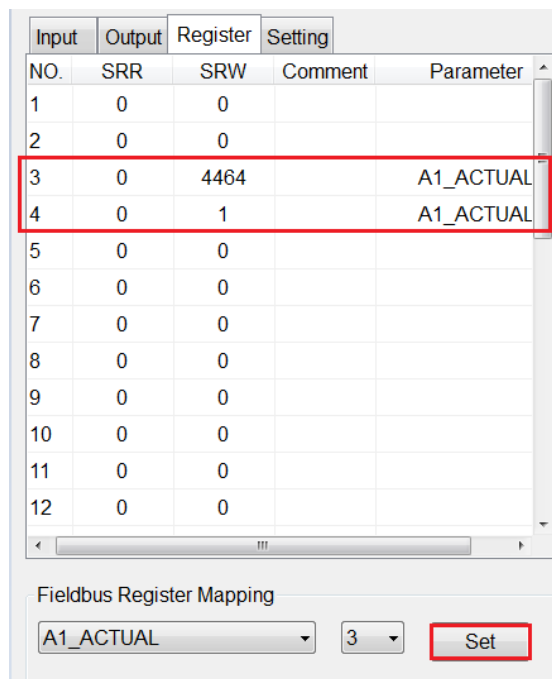 Input Output Register Setting
NO. SRR SRW Comment Parameter
1 0 0
2 0 0
3 0 4464 A1_ACTUAL
4 0 1 A1_ACTUAL
5 0 0
6 0 0
7 0 0
8 0 0
9 0 0
10 0 0
11 0 0
12 0 0
Fieldbus Register Mapping
A1_ACTUAL 3 Set